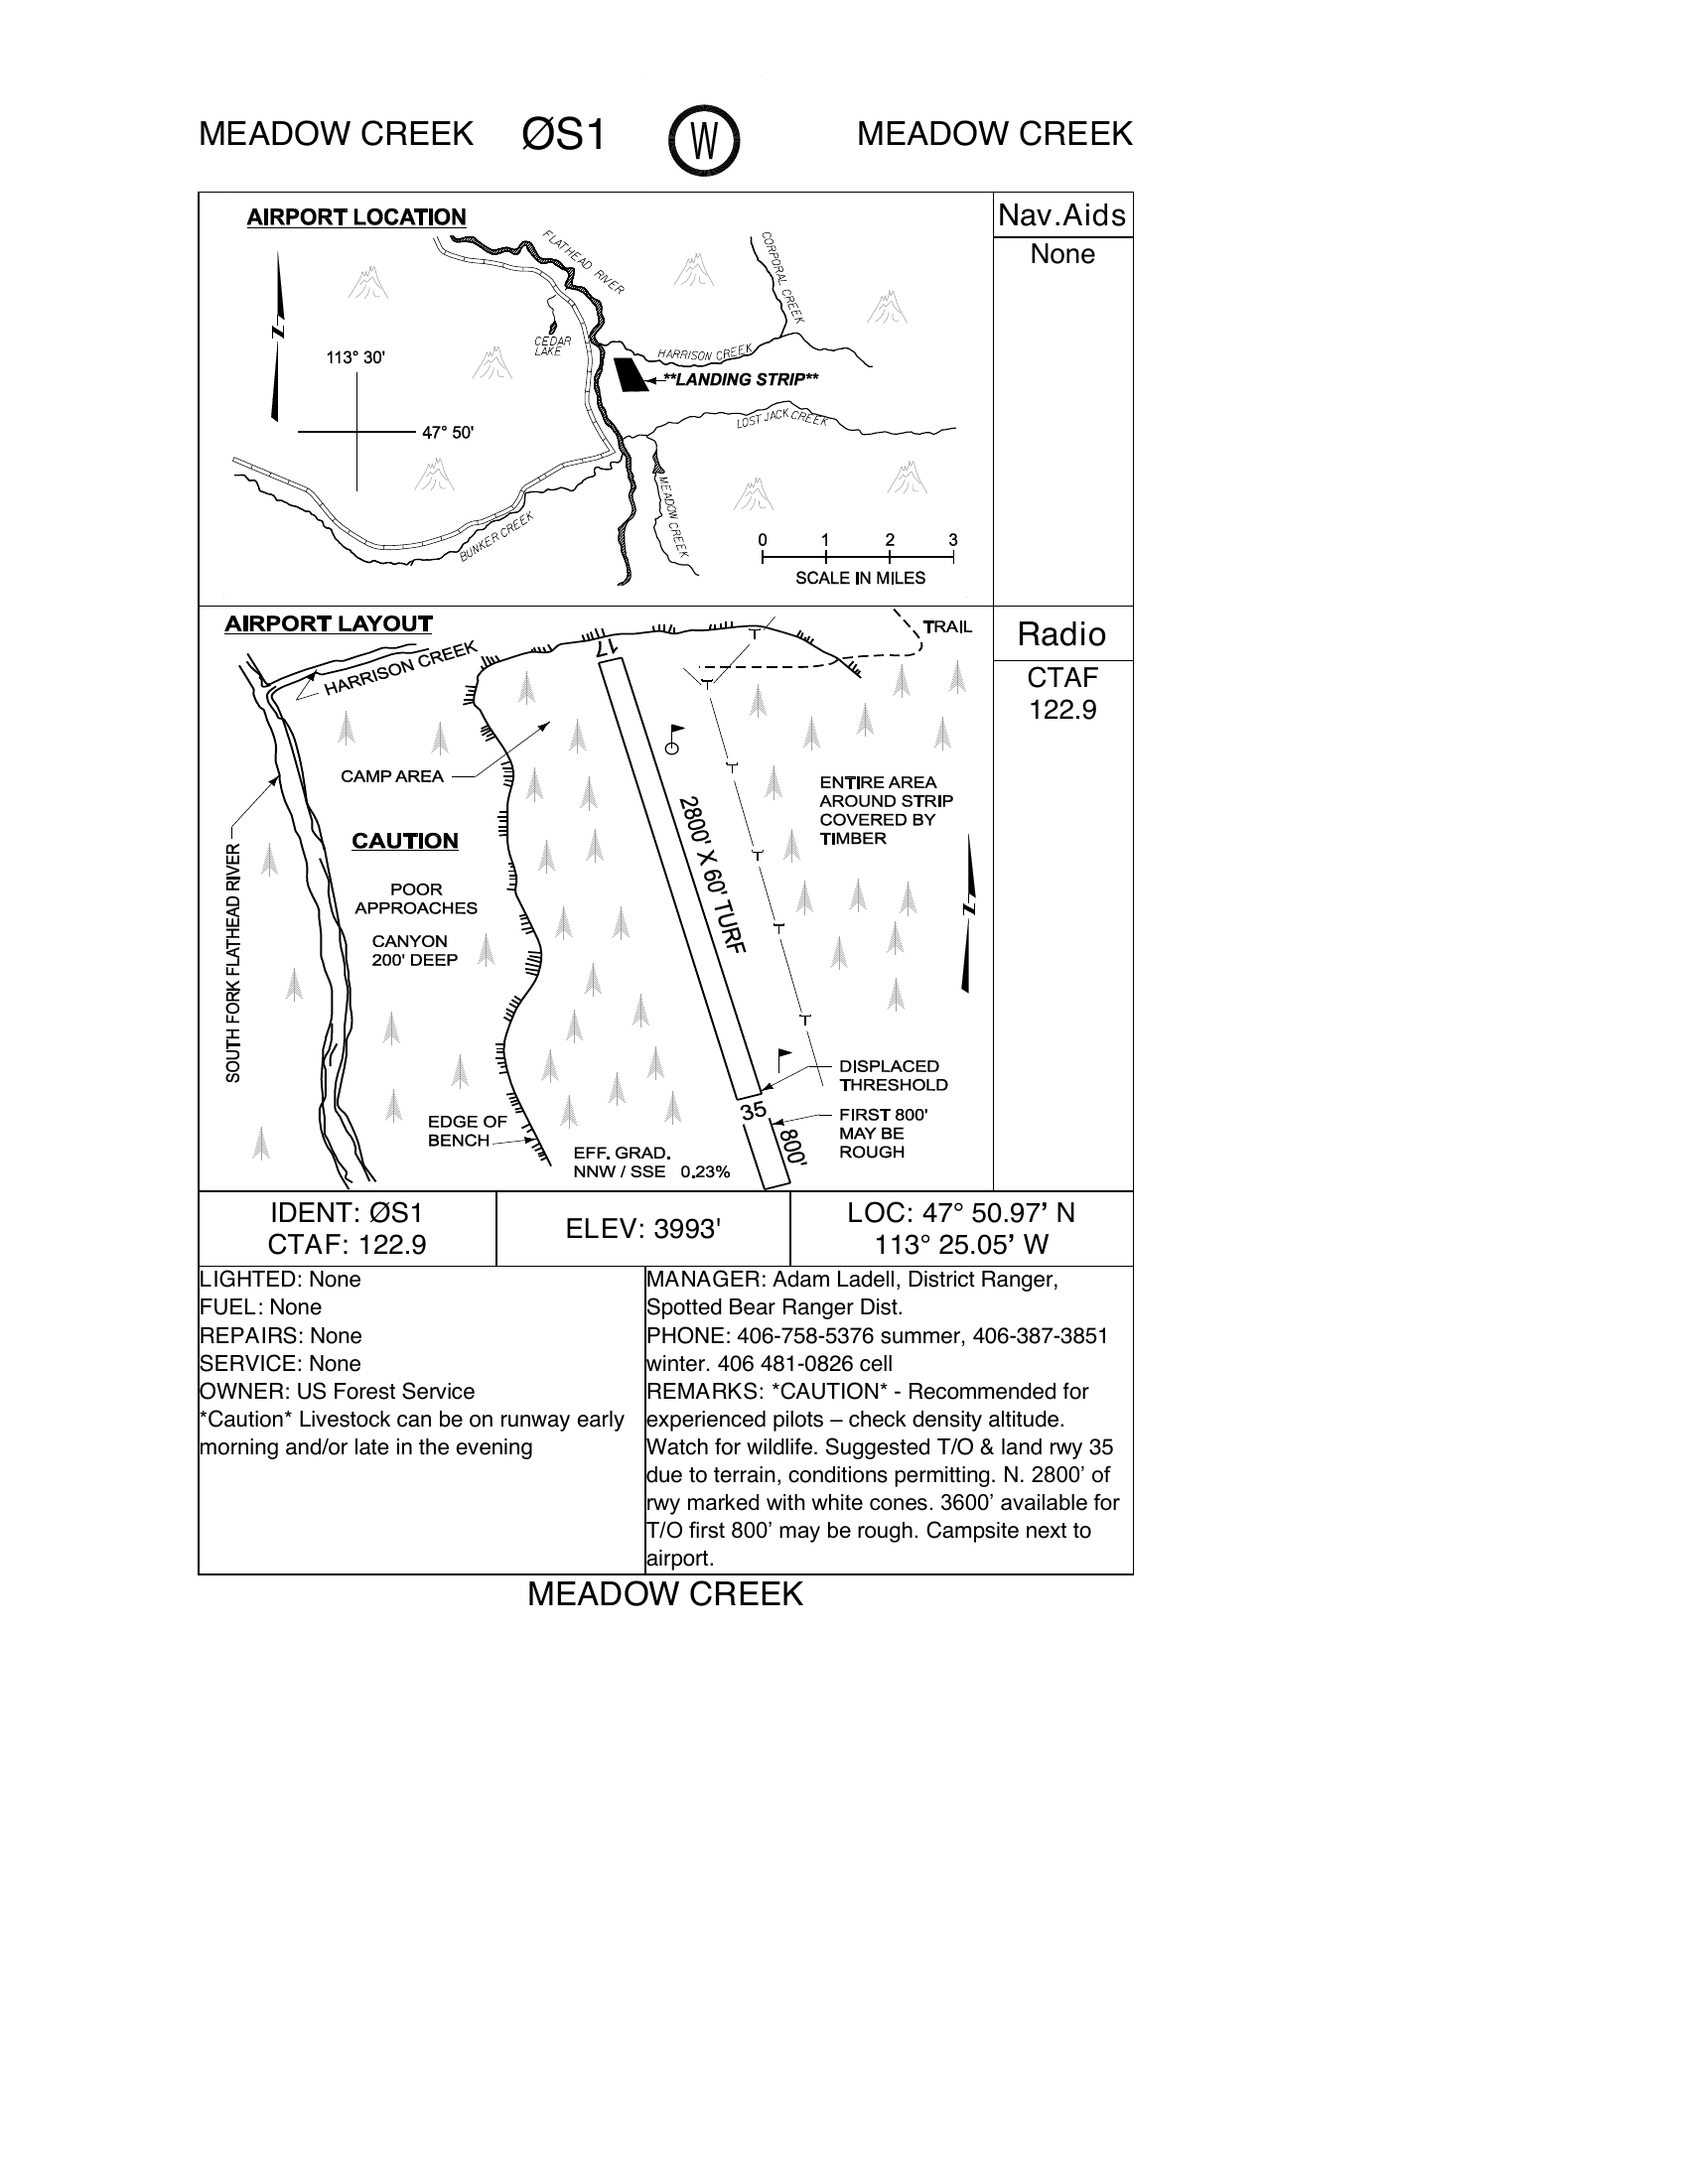 MEADOW CREEK ØS1 W MEADOW CREEK
AIRPORT LOCATION
Nav.Aids
None
FLATHEAD RIVER
CORPORAL CREEK
CEDAR
LAKE
HARRISON CREEK
**LANDING STRIP**
N
113° 30'
47° 50'
LOST JACK CREEK
MEADOW CREEK
BUNKER CREEK
0 1 2 3
SCALE IN MILES
AIRPORT LAYOUT
Radio
CTAF
122.9
TRAIL
HARRISON CREEK
17
CAMP AREA
CAUTION
POOR
APPROACHES
CANYON
200' DEEP
SOUTH FORK FLATHEAD RIVER
2800' X 60' TURF
ENTIRE AREA
AROUND STRIP
COVERED BY
TIMBER
N
DISPLACED
THRESHOLD
35
FIRST 800'
MAY BE
ROUGH
800'
EDGE OF
BENCH
EFF. GRAD.
NNW / SSE 0.23%
IDENT: ØS1
CTAF: 122.9
ELEV: 3993'
LOC: 47° 50.97’ N
113° 25.05’ W
LIGHTED: None
FUEL: None
REPAIRS: None
SERVICE: None
OWNER: US Forest Service
*Caution* Livestock can be on runway early
morning and/or late in the evening
MANAGER: Adam Ladell, District Ranger,
Spotted Bear Ranger Dist.
PHONE: 406-758-5376 summer, 406-387-3851
winter. 406 481-0826 cell
REMARKS: *CAUTION* - Recommended for
experienced pilots – check density altitude.
Watch for wildlife. Suggested T/O & land rwy 35
due to terrain, conditions permitting. N. 2800’ of
rwy marked with white cones. 3600’ available for
T/O first 800’ may be rough. Campsite next to
airport.
MEADOW CREEK